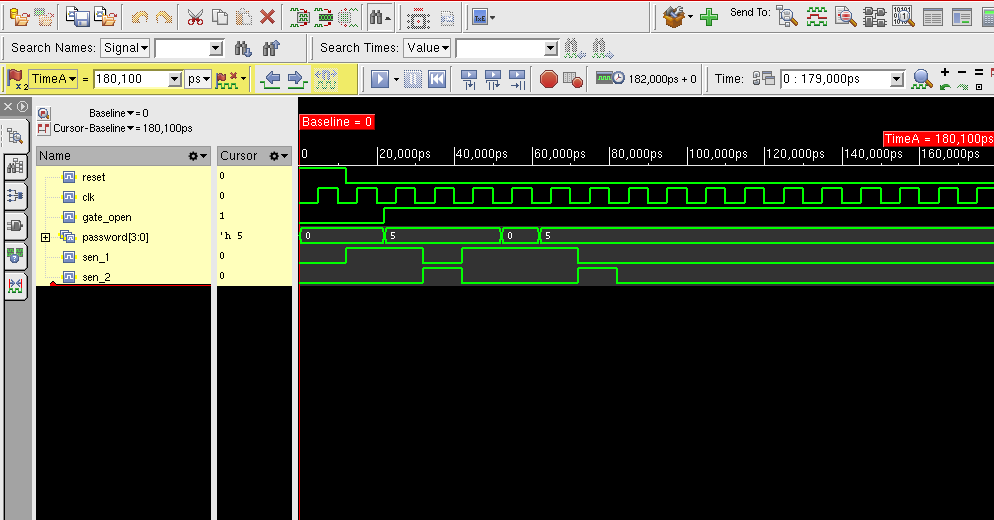 Send To:
Search Names: Signal Search Times: Value
x2 TimeA = 180,100 ps 182,000ps + 0 Time: 0 : 179,000ps
Baseline = 0
Cursor-Baseline = 180,100ps
Baseline = 0
TimeA = 180,100ps
Name Cursor 0 20,000ps 40,000ps 60,000ps 80,000ps 100,000ps 120,000ps 140,000ps 160,000ps
reset 0
clk 0
gate_open 1
password[3:0] 'h 5 0 5 0 5
sen_1 0
sen_2 0